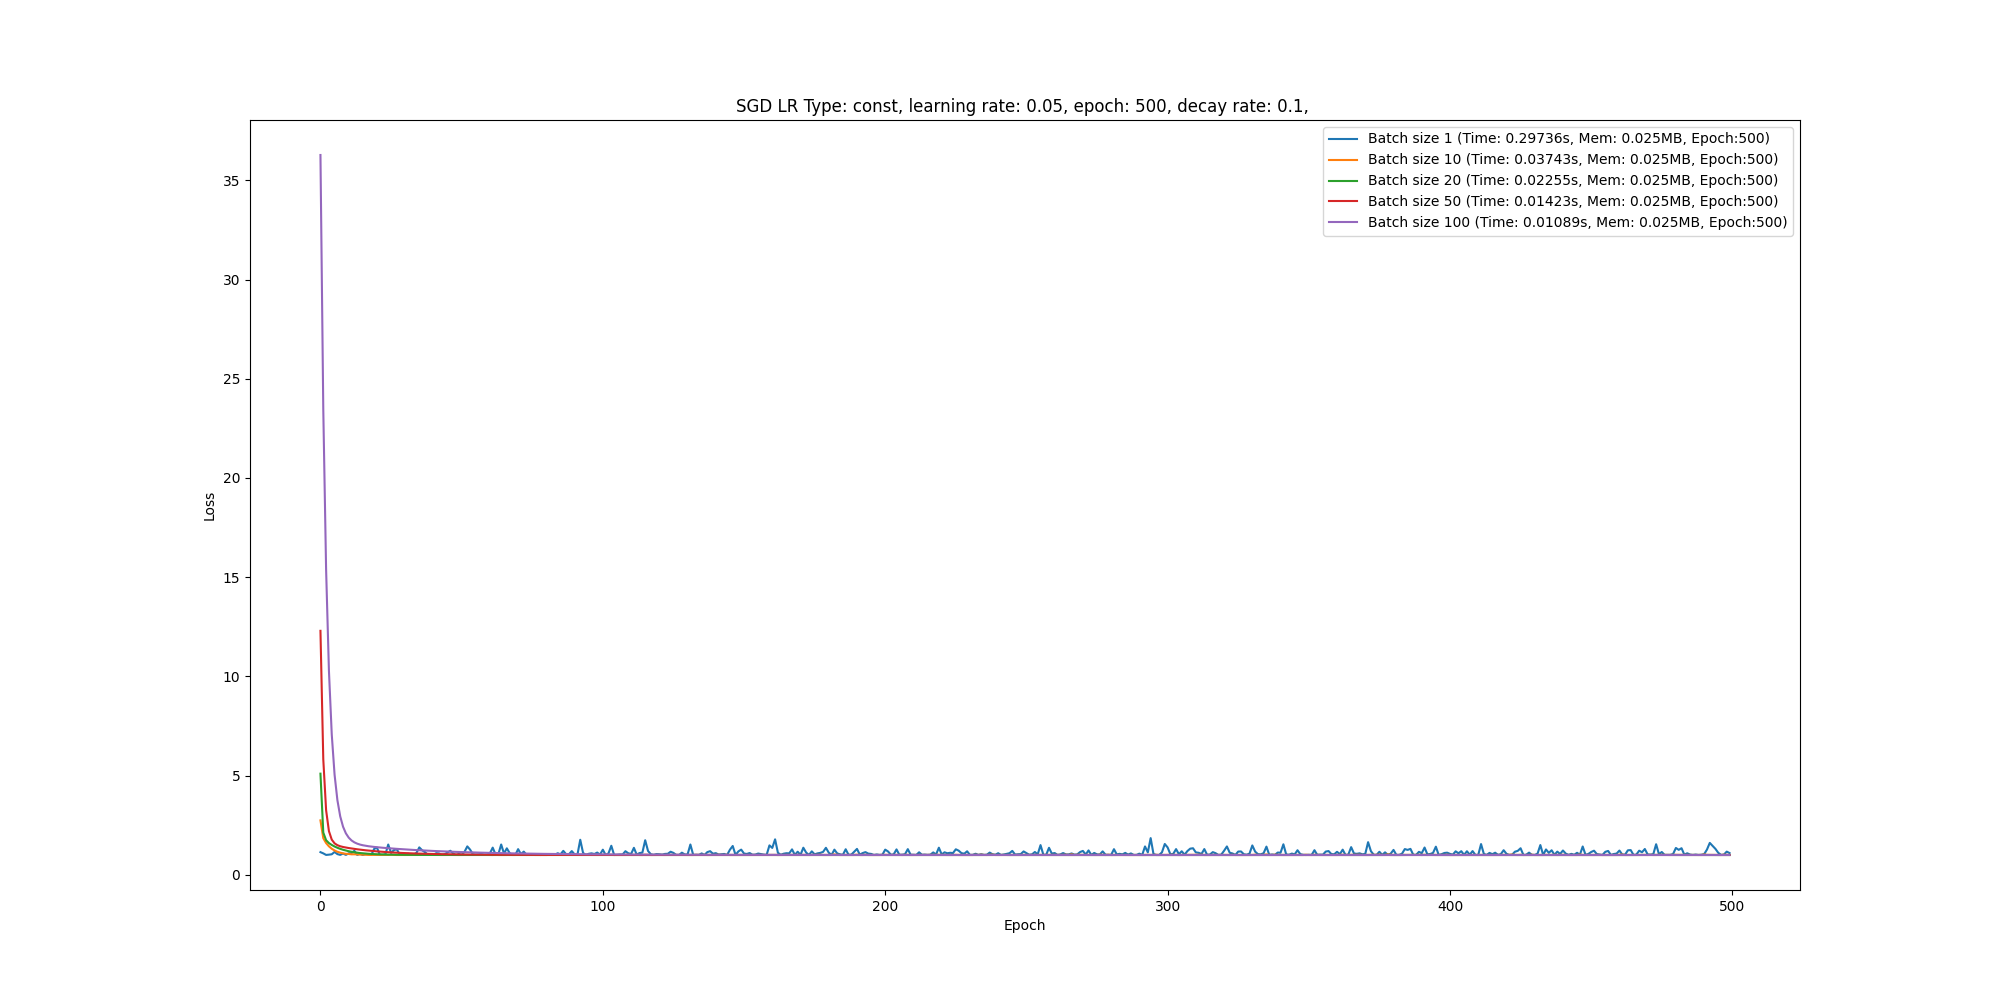 SGD LR Type: const, learning rate: 0.05, epoch: 500, decay rate: 0.1,
Batch size 1 (Time: 0.29736s, Mem: 0.025MB, Epoch:500)
Batch size 10 (Time: 0.03743s, Mem: 0.025MB, Epoch:500)
Batch size 20 (Time: 0.02255s, Mem: 0.025MB, Epoch:500)
Batch size 50 (Time: 0.01423s, Mem: 0.025MB, Epoch:500)
Batch size 100 (Time: 0.01089s, Mem: 0.025MB, Epoch:500)
35
30
25
20
15
10
5
0
Loss
0 100 200 300 400 500
Epoch